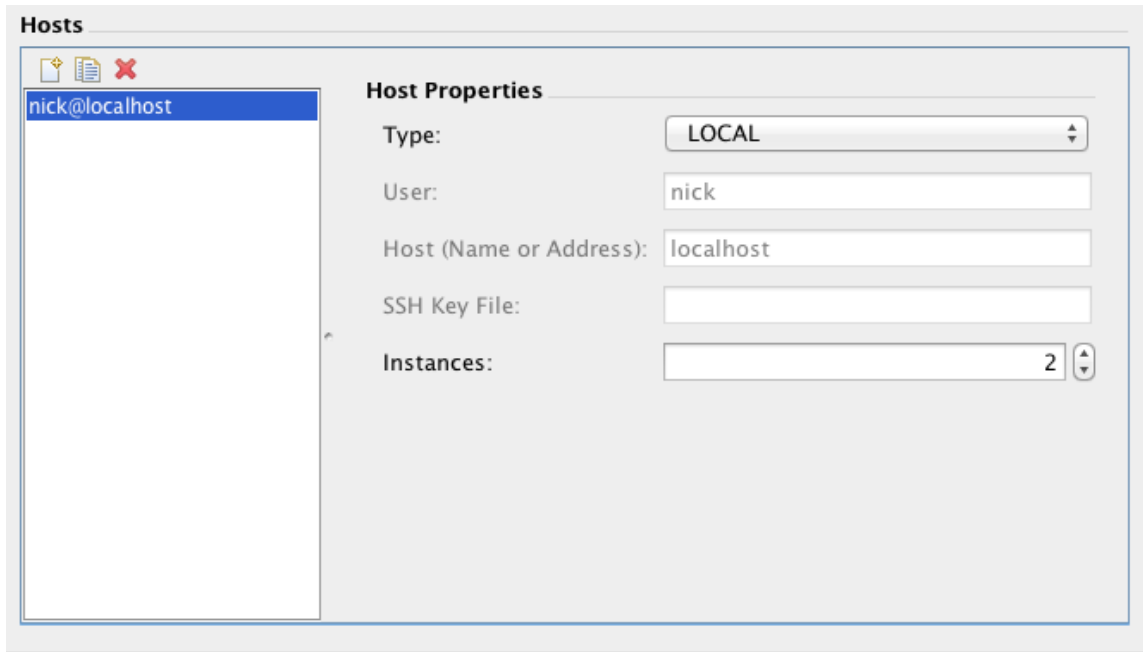 Hosts
nick@localhost
Host Properties
Type: LOCAL
User: nick
Host (Name or Address): localhost
SSH Key File:
Instances: 2